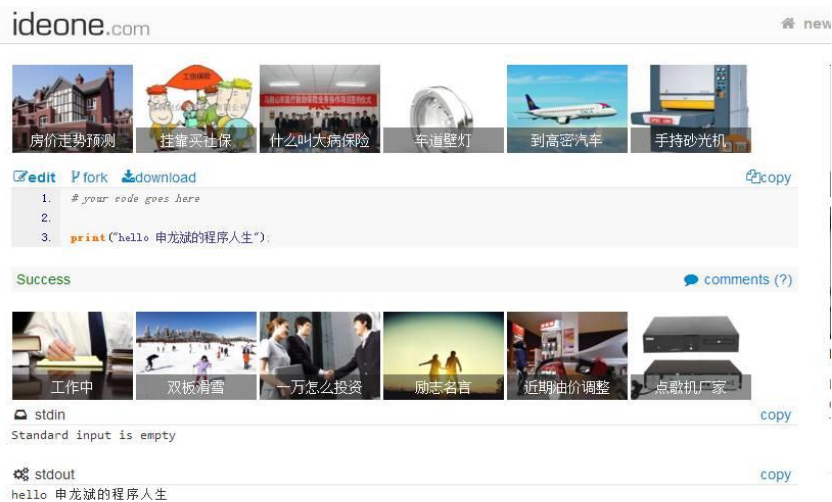 ideone.com
new
房价走势预测
工伤保险
挂靠买社保
什么叫大病保险
车道壁灯
到高密汽车
手持砂光机
edit fork download copy
1. # your code goes here
2.
3. print("hello 申龙斌的程序人生");
Success comments (?)
工作中
双板滑雪
一万怎么投资
励志名言
近期油价调整
点歌机厂家
stdin copy
Standard input is empty
stdout copy
hello 申龙斌的程序人生